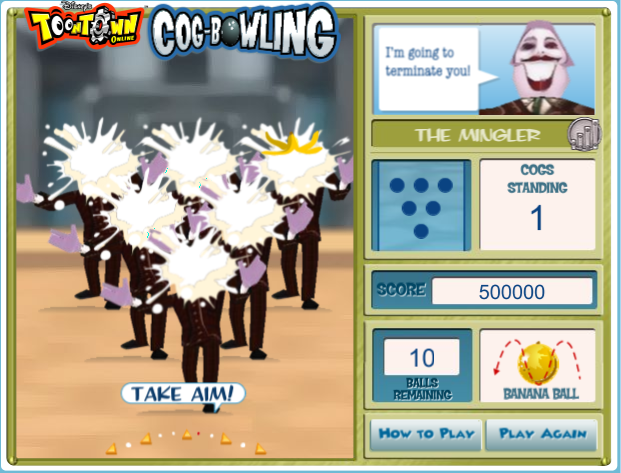 Disney's
TOONTOWN
ONLINE
COG-BOWLING
I'm going to
terminate you!
THE MINGLER
COGS
STANDING
1
SCORE 500000
10
BALLS
REMAINING
BANANA BALL
TAKE AIM!
HOW TO PLAY
PLAY AGAIN